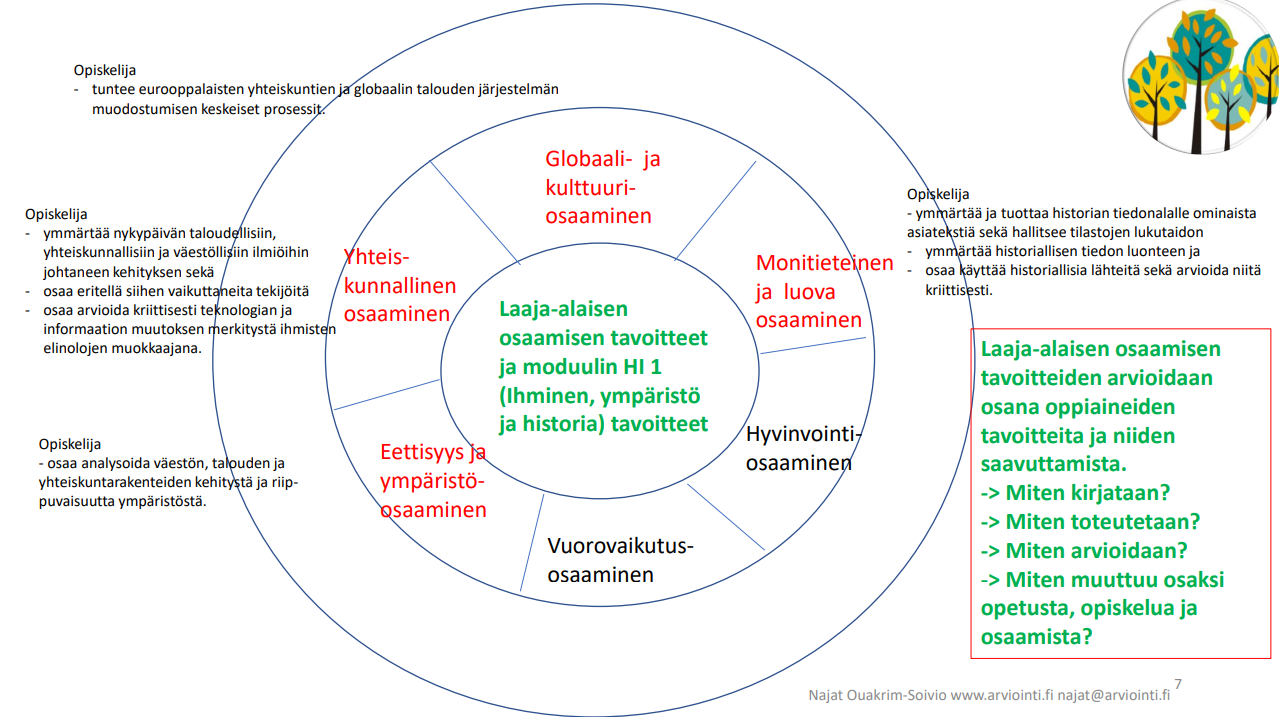 Opiskelija
- tuntee eurooppalaisten yhteiskuntien ja globaalin talouden järjestelmän
muodostumisen keskeiset prosessit.
Globaali- ja
kulttuuri-
osaaminen
Opiskelija
- ymmärtää ja tuottaa historian tiedonalalle ominaista
asiatekstiä sekä hallitsee tilastojen lukutaidon
- ymmärtää historiallisen tiedon luonteen ja
- osaa käyttää historiallisia lähteitä sekä arvioida niitä
kriittisesti.
Opiskelija
- ymmärtää nykypäivän taloudellisiin,
yhteiskunnallisiin ja väestöllisiin ilmiöihin
johtaneen kehityksen sekä
- osaa eritellä siihen vaikuttaneita tekijöitä
- osaa arvioida kriittisesti teknologian ja
informaation muutoksen merkitystä ihmisten
elinolojen muokkaajana.
Yhteis-
kunnallinen
osaaminen
Monitieteinen
ja luova
osaaminen
Laaja-alaisen
osaamisen tavoitteet
ja moduulin HI 1
(Ihminen, ympäristö
ja historia) tavoitteet
Laaja-alaisen osaamisen
tavoitteiden arvioidaan
osana oppiaineiden
tavoitteita ja niiden
saavuttamista.
-> Miten kirjataan?
-> Miten toteutetaan?
-> Miten arvioidaan?
-> Miten muuttuu osaksi
opetusta, opiskelua ja
osaamista?
Opiskelija
- osaa analysoida väestön, talouden ja
yhteiskuntarakenteiden kehitystä ja riip-
puvaisuutta ympäristöstä.
Eettisyys ja
ympäristö-
osaaminen
Hyvinvointi-
osaaminen
Vuorovaikutus-
osaaminen
Najat Ouakrim-Soivio www.arviointi.fi najat@arviointi.fi
7